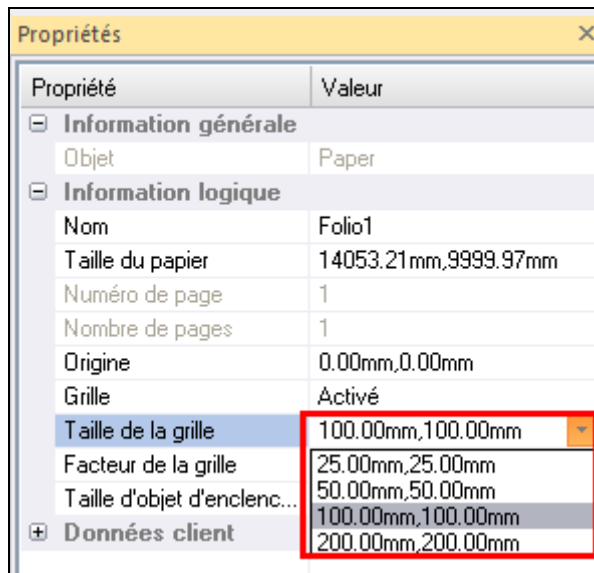 Propriétés
Propriété Valeur
Information générale
Objet Paper
Information logique
Nom Folio1
Taille du papier 14053.21mm,9999.97mm
Numéro de page 1
Nombre de pages 1
Origine 0.00mm,0.00mm
Grille Activé
Taille de la grille 100.00mm,100.00mm
Facteur de la grille 25.00mm,25.00mm
50.00mm,50.00mm
Taille d'objet d'enclenc... 100.00mm,100.00mm
Données client 200.00mm,200.00mm